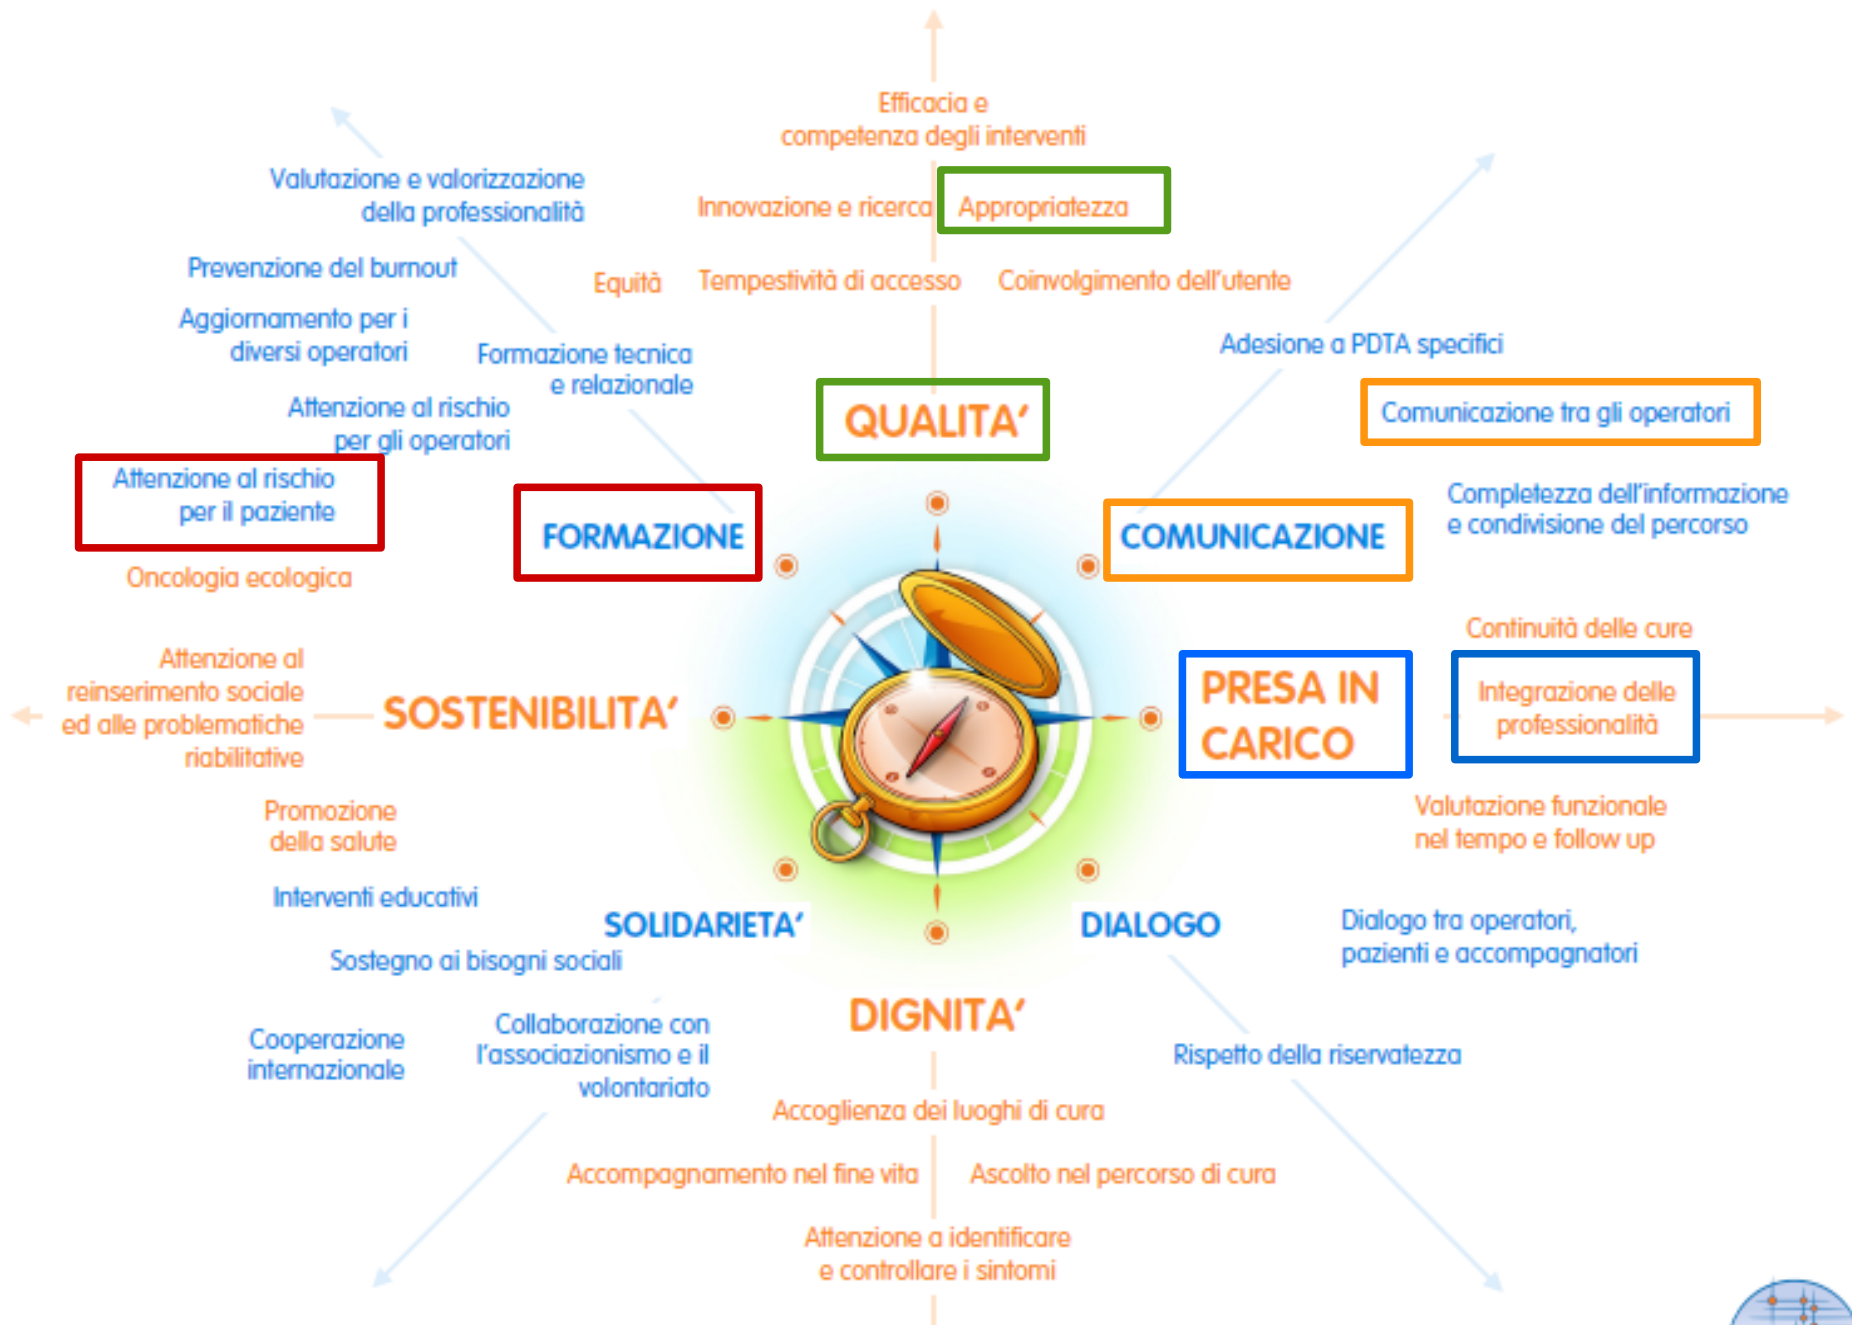 Efficacia e
competenza degli interventi
Innovazione e ricerca
Appropriatezza
Equità
Tempestività di accesso
Coinvolgimento dell'utente
QUALITA'
Valutazione e valorizzazione
della professionalità
Prevenzione del burnout
Aggiornamento per i
diversi operatori
Formazione tecnica
e relazionale
Attenzione al rischio
per gli operatori
Attenzione al rischio
per il paziente
FORMAZIONE
Adesione a PDTA specifici
Comunicazione tra gli operatori
Completezza dell'informazione
e condivisione del percorso
COMUNICAZIONE
Oncologia ecologica
Attenzione al
reinserimento sociale
ed alle problematiche
riabilitative
SOSTENIBILITA'
Promozione
della salute
Continuità delle cure
PRESA IN
CARICO
Integrazione delle
professionalità
Valutazione funzionale
nel tempo e follow up
Interventi educativi
SOLIDARIETA'
Sostegno ai bisogni sociali
Cooperazione
internazionale
Collaborazione con
l'associazionismo e il
volontariato
DIALOGO
Dialogo tra operatori,
pazienti e accompagnatori
Rispetto della riservatezza
DIGNITA'
Accoglienza dei luoghi di cura
Accompagnamento nel fine vita
Ascolto nel percorso di cura
Attenzione a identificare
e controllare i sintomi